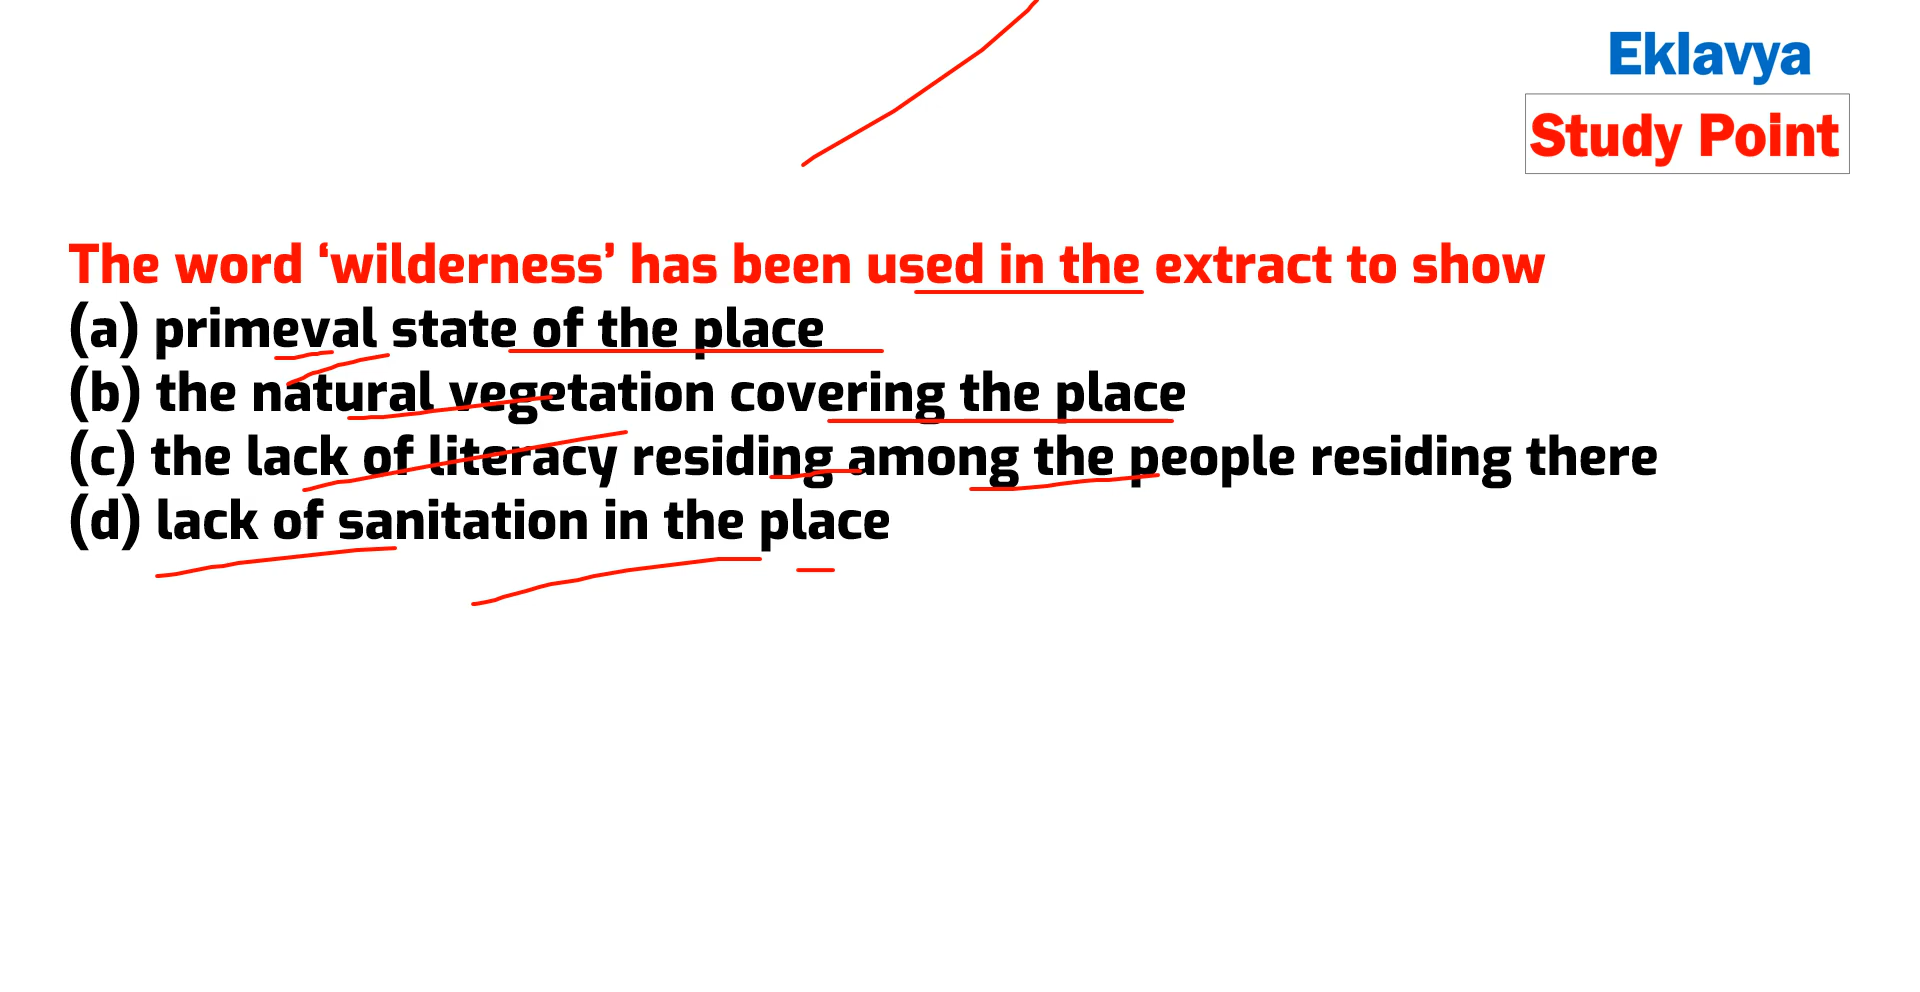 Eklavya
Study Point
The word ‘wilderness’ has been used in the extract to show
(a) primeval state of the place
(b) the natural vegetation covering the place
(c) the lack of literacy residing among the people residing there
(d) lack of sanitation in the place